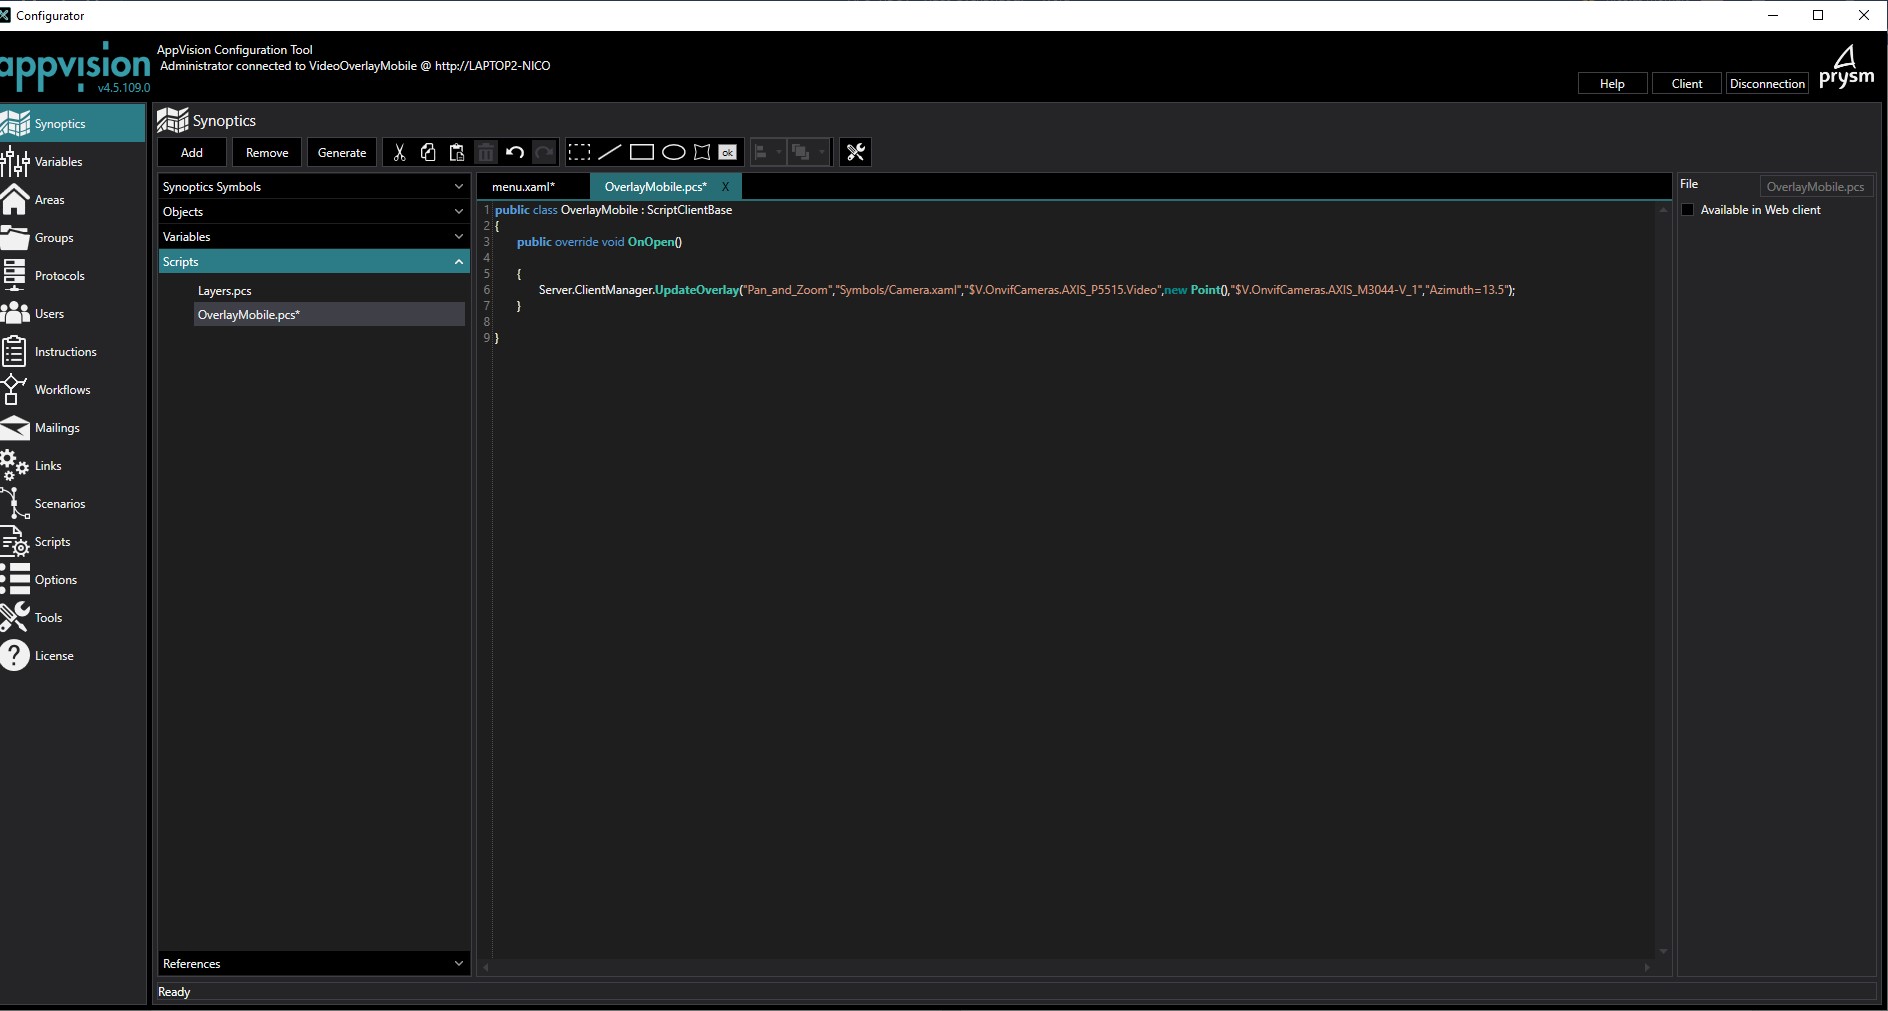 Configurator
appvision
v4.5.109.0
AppVision Configuration Tool
Administrator connected to VideoOverlayMobile @ http://LAPTOP2-NICO
Help
Client
Disconnection
prysm
Synoptics
Variables
Areas
Groups
Protocols
Users
Instructions
Workflows
Mailings
Links
Scenarios
Scripts
Options
Tools
License
Synoptics
Add
Remove
Generate
ok
Synoptics Symbols
Objects
Variables
Scripts
Layers.pcs
OverlayMobile.pcs*
References
menu.xaml*
OverlayMobile.pcs* X
1 public class OverlayMobile : ScriptClientBase
2 {
3 public override void OnOpen()
4
5 {
6 Server.ClientManager.UpdateOverlay("Pan_and_Zoom","Symbols/Camera.xaml","$V.OnvifCameras.AXIS_P5515.Video",new Point(),"$V.OnvifCameras.AXIS_M3044-V_1","Azimuth=13.5");
7 }
8
9 }
File
OverlayMobile.pcs
Available in Web client
Ready